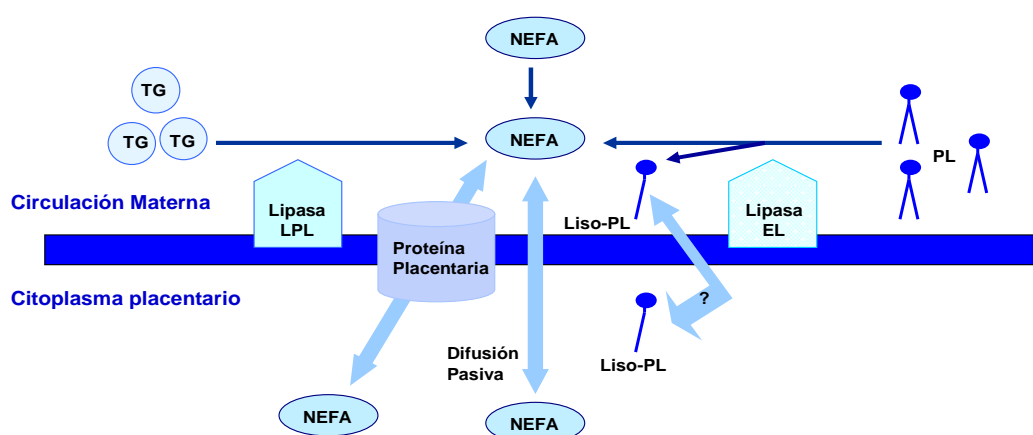 NEFA
TG
TG
TG
NEFA
PL
Circulación Materna
Lipasa
LPL
Liso-PL
Lipasa
EL
Proteína
Placentaria
Citoplasma placentario
?
Difusión
Pasiva
Liso-PL
NEFA
NEFA